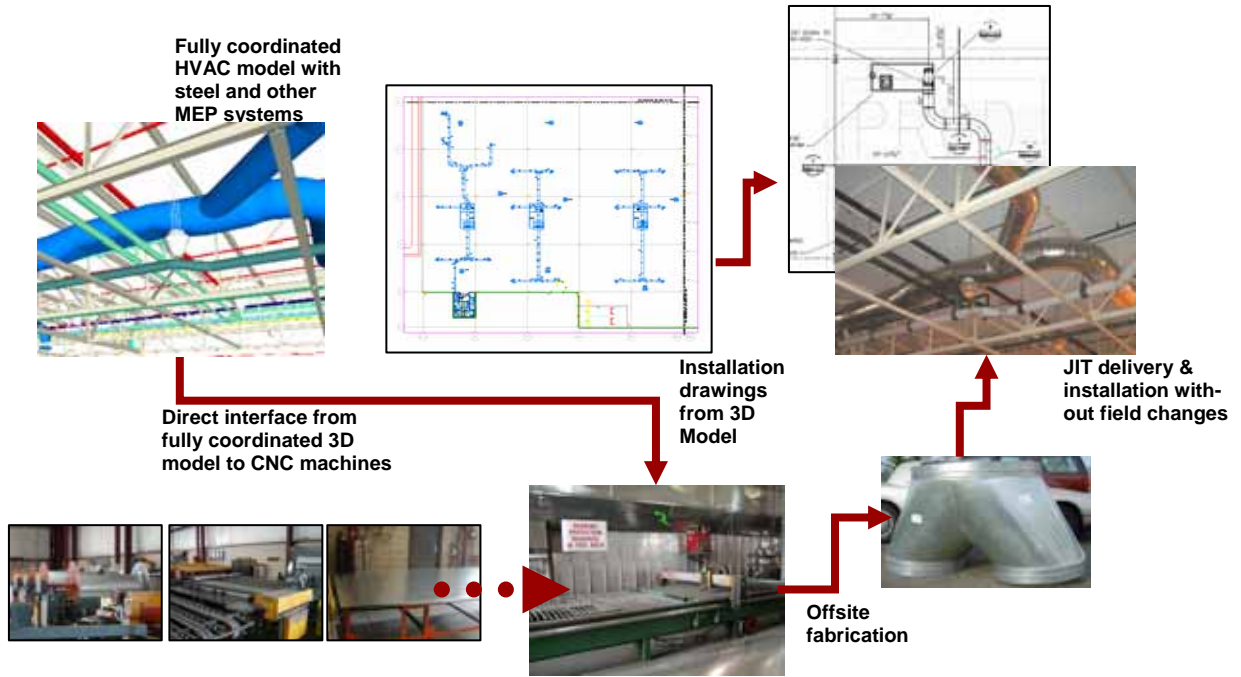 Fully coordinated
HVAC model with
steel and other
MEP systems
Installation
drawings
from 3D
Model
JIT delivery &
installation with-
out field changes
Direct interface from
fully coordinated 3D
model to CNC machines
Offsite
fabrication